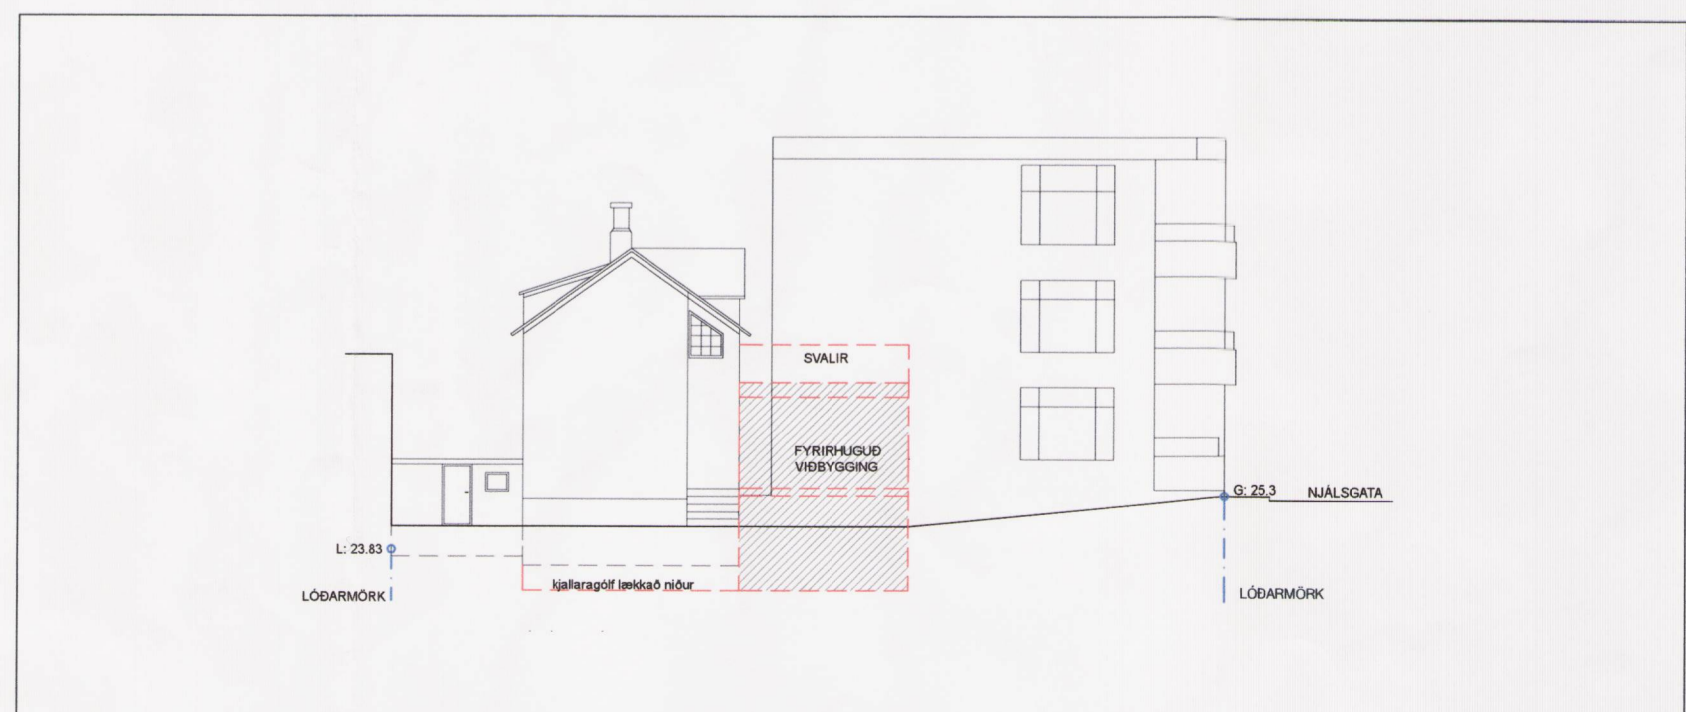 SVALIR
FYRIRHUGUÐ
VIÐBYGGING
G: 25,3
NJÁLSGATA
L: 23.83
kjallaragólf lækkað niður
LÓÐARMÖRK
LÓÐARMÖRK